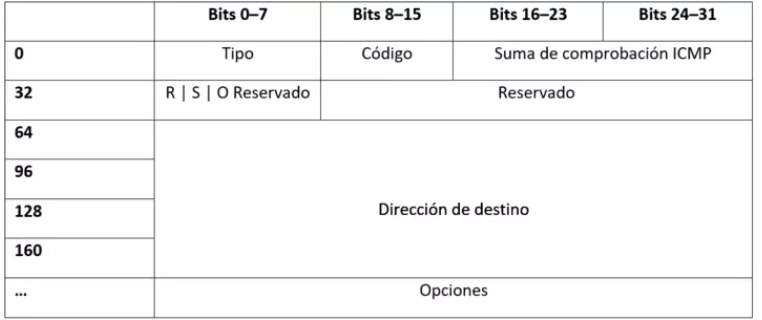 Bits 0–7 Bits 8–15 Bits 16–23 Bits 24–31
0 Tipo Código Suma de comprobación ICMP
32 R | S | O Reservado Reservado
64
96
128 Dirección de destino
160
... Opciones